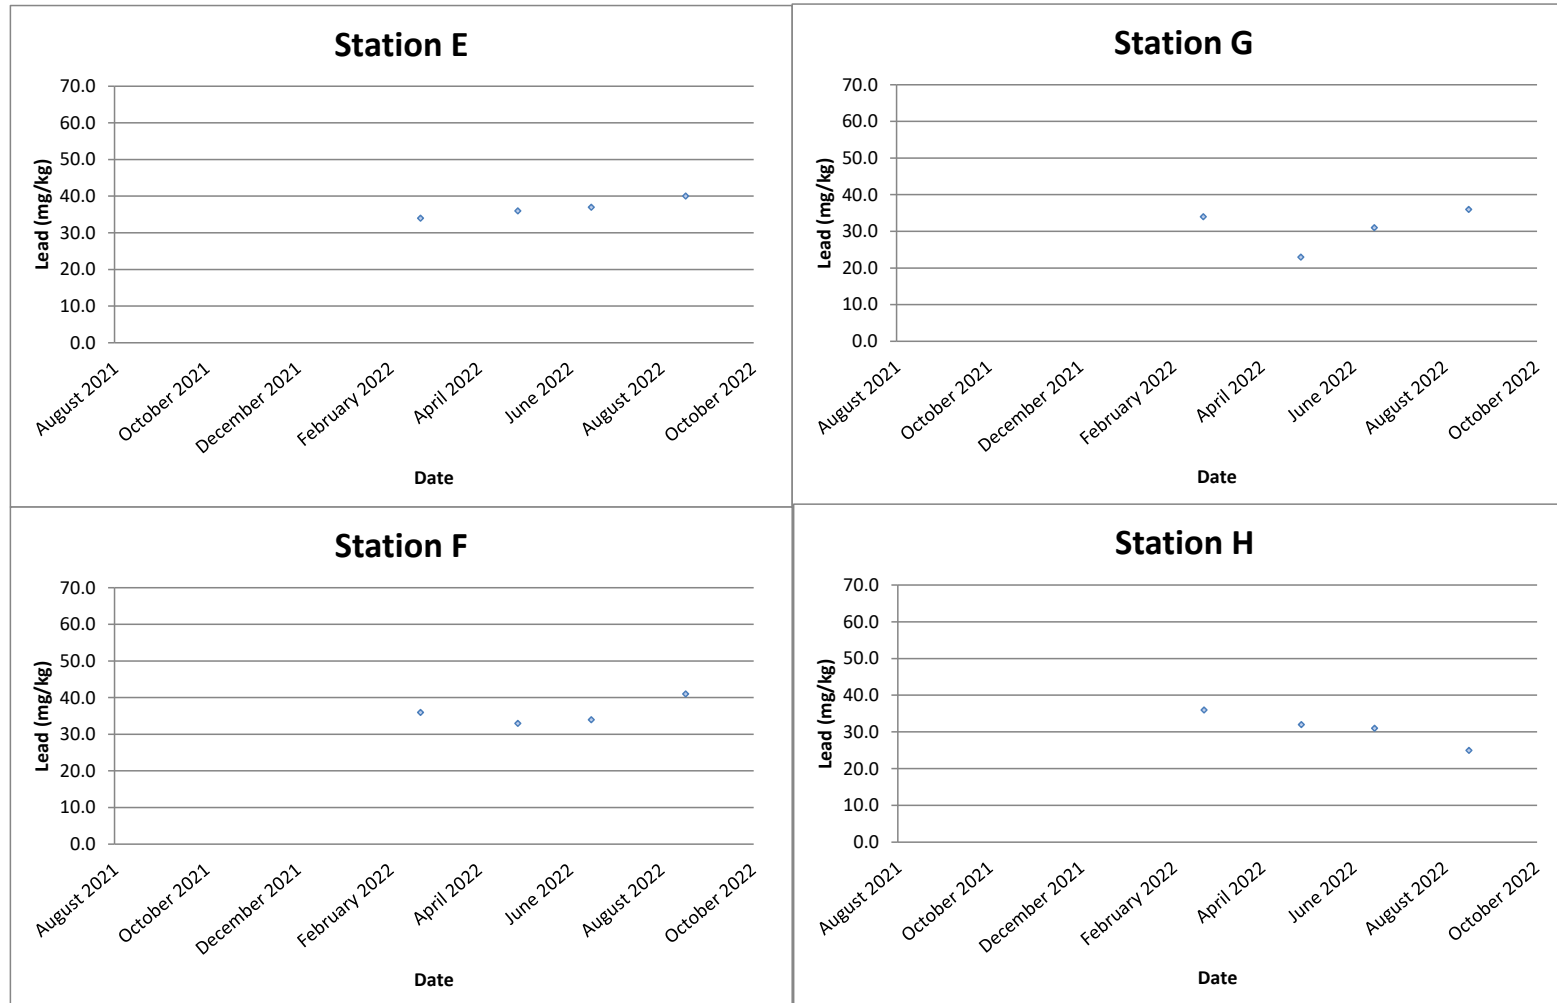 Station E
70.0
60.0
50.0
40.0
30.0
20.0
10.0
0.0
Lead (mg/kg)
August 2021
October 2021
December 2021
February 2022
April 2022
June 2022
August 2022
October 2022
Date
Station G
70.0
60.0
50.0
40.0
30.0
20.0
10.0
0.0
Lead (mg/kg)
August 2021
October 2021
December 2021
February 2022
April 2022
June 2022
August 2022
October 2022
Date
Station F
70.0
60.0
50.0
40.0
30.0
20.0
10.0
0.0
Lead (mg/kg)
August 2021
October 2021
December 2021
February 2022
April 2022
June 2022
August 2022
October 2022
Date
Station H
70.0
60.0
50.0
40.0
30.0
20.0
10.0
0.0
Lead (mg/kg)
August 2021
October 2021
December 2021
February 2022
April 2022
June 2022
August 2022
October 2022
Date